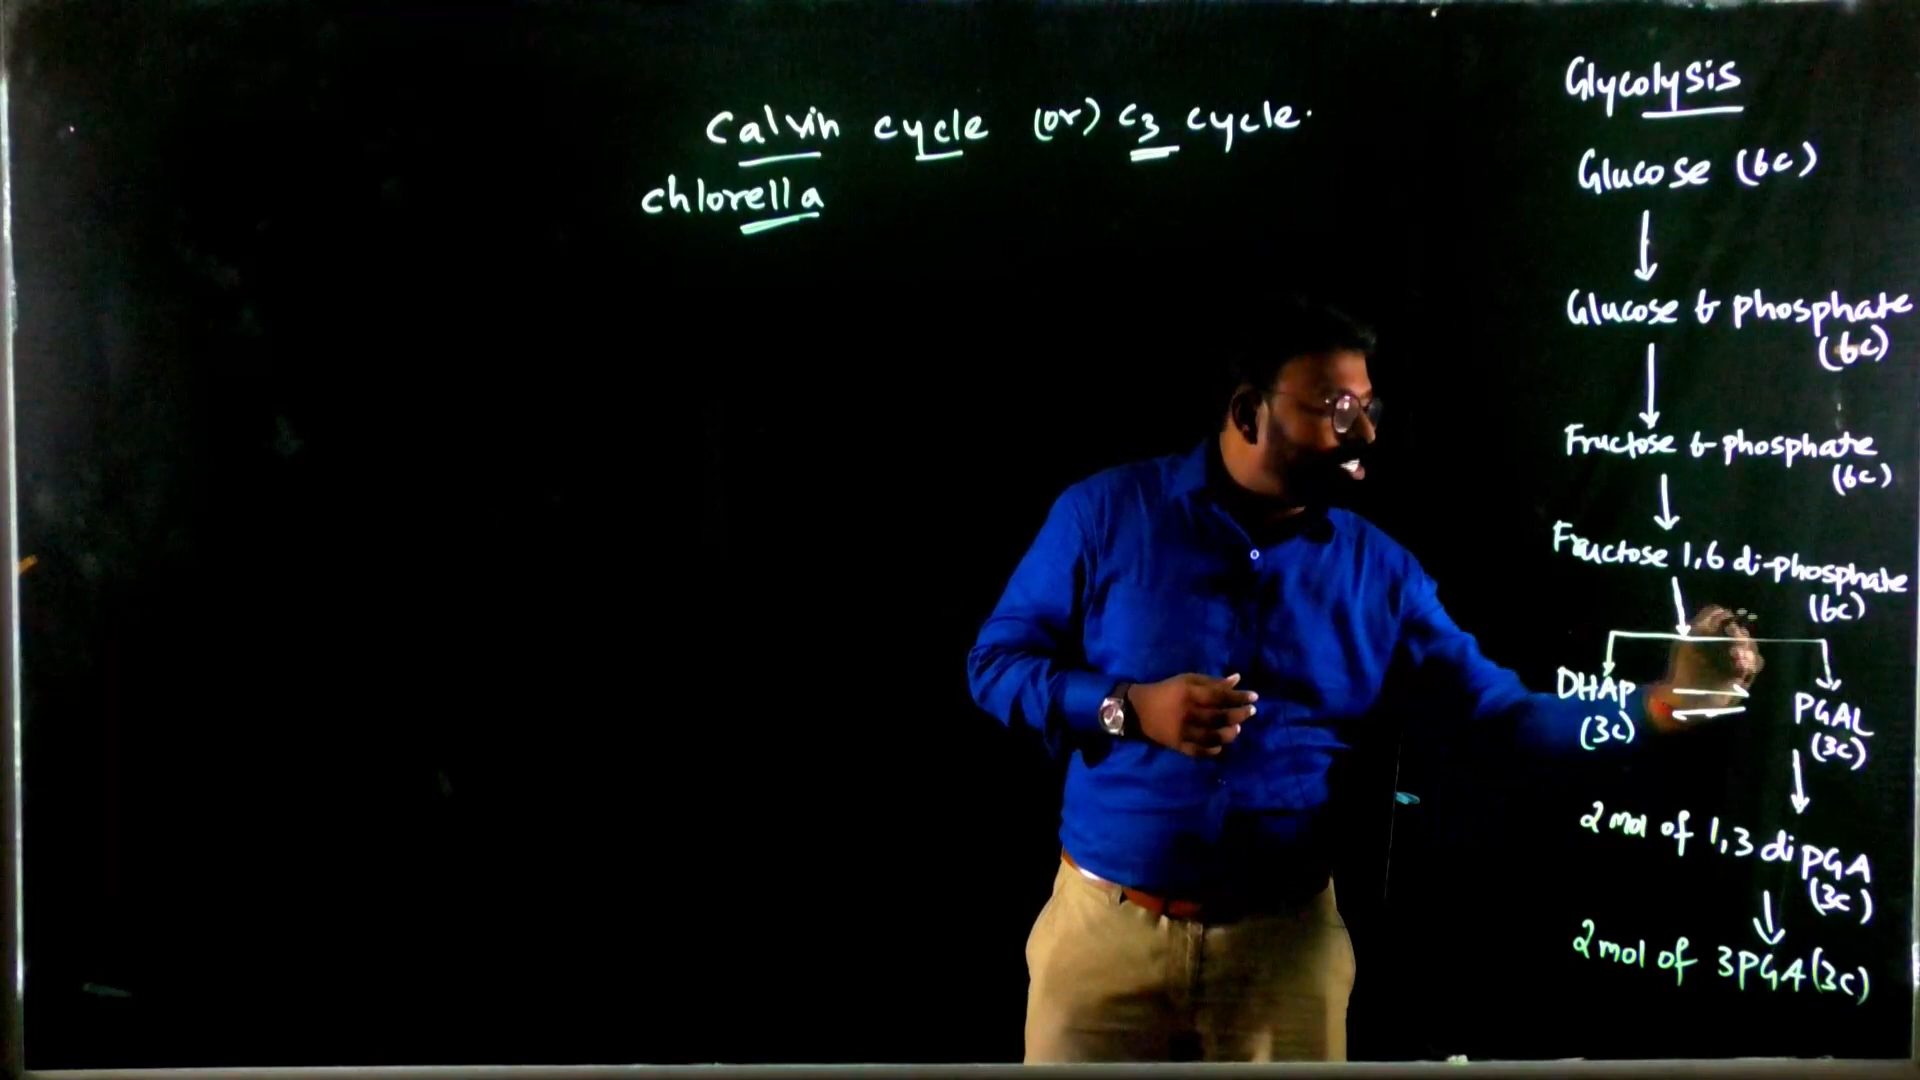 Calvin cycle (or) C3 cycle.
chlorella
Glycolysis
Glucose (6C)
Glucose 6 phosphate
(6C)
Fructose 6-phosphate
(6C)
Fructose 1,6 di-phosphate
(6C)
DHAP
(3C)
PGAL
(3C)
2 mol of 1,3 diPGA
(3C)
2 mol of 3PGA(3C)